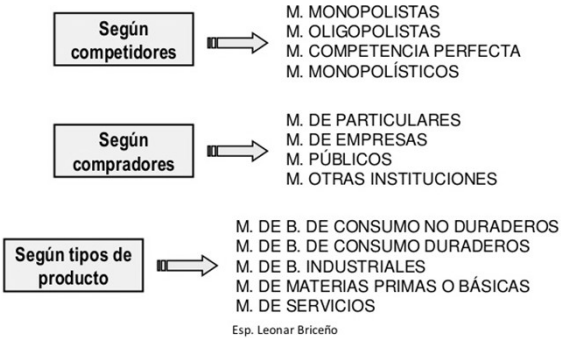 Según
competidores
M. MONOPOLISTAS
M. OLIGOPOLISTAS
M. COMPETENCIA PERFECTA
M. MONOPOLÍSTICOS
Según
compradores
M. DE PARTICULARES
M. DE EMPRESAS
M. PÚBLICOS
M. OTRAS INSTITUCIONES
Según tipos de
producto
M. DE B. DE CONSUMO NO DURADEROS
M. DE B. DE CONSUMO DURADEROS
M. DE B. INDUSTRIALES
M. DE MATERIAS PRIMAS O BÁSICAS
M. DE SERVICIOS
Esp. Leonar Briceño